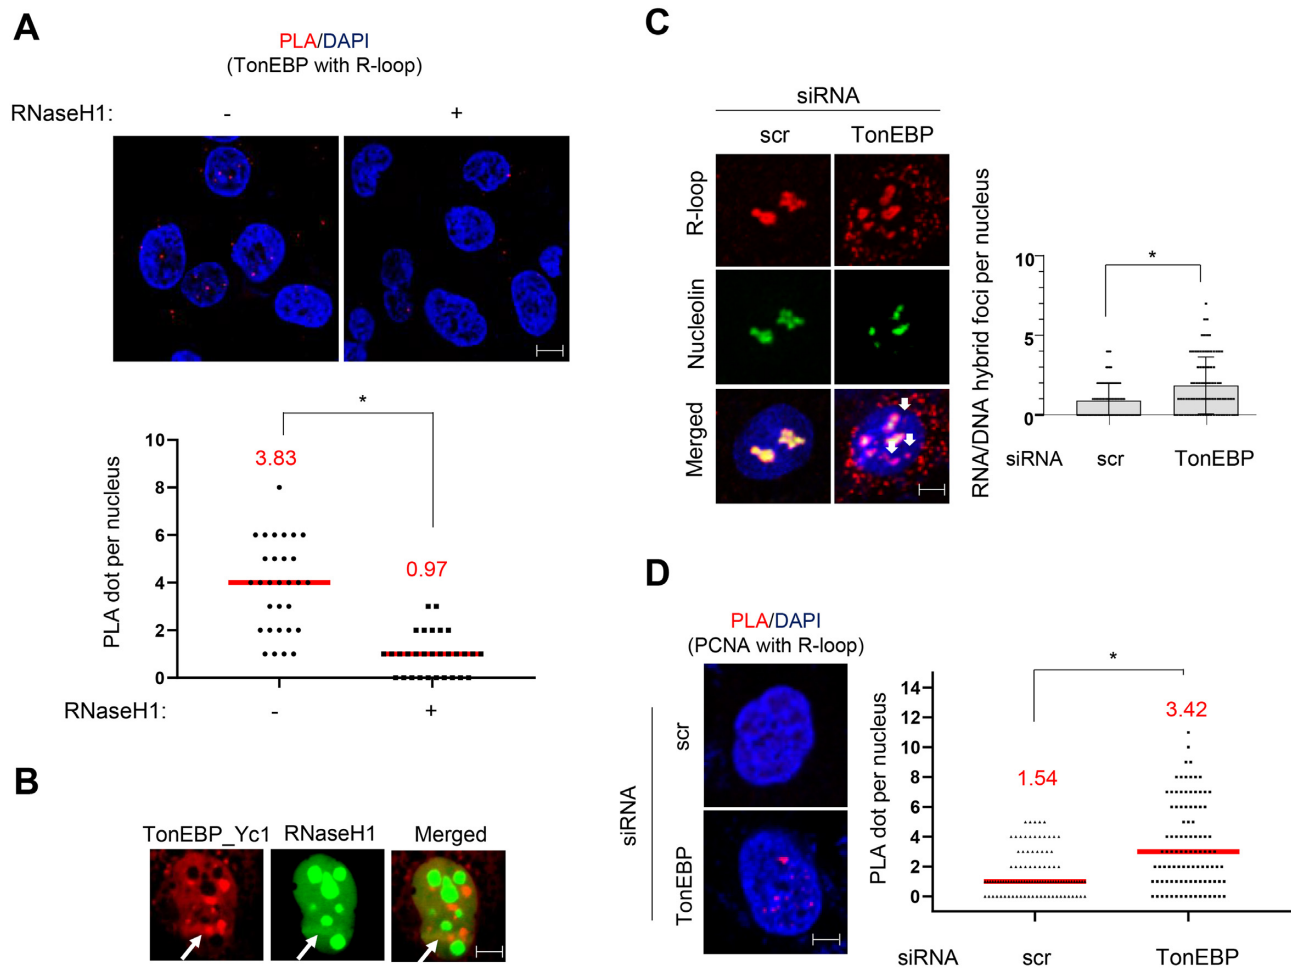 A
PLA/DAPI
(TonEBP with R-loop)
RNaseH1: - +
*
PLA dot per nucleus
10
8
6
4
2
0
3.83
0.97
RNaseH1: - +
B
TonEBP_Yc1 RNaseH1 Merged
C
siRNA
scr TonEBP
R-loop
Nucleolin
Merged
RNA/DNA hybrid foci per nucleus
10
5
0
*
siRNA scr TonEBP
D
PLA/DAPI
(PCNA with R-loop)
siRNA
scr
TonEBP
PLA dot per nucleus
14
12
10
8
6
4
2
0
*
1.54
3.42
siRNA scr TonEBP